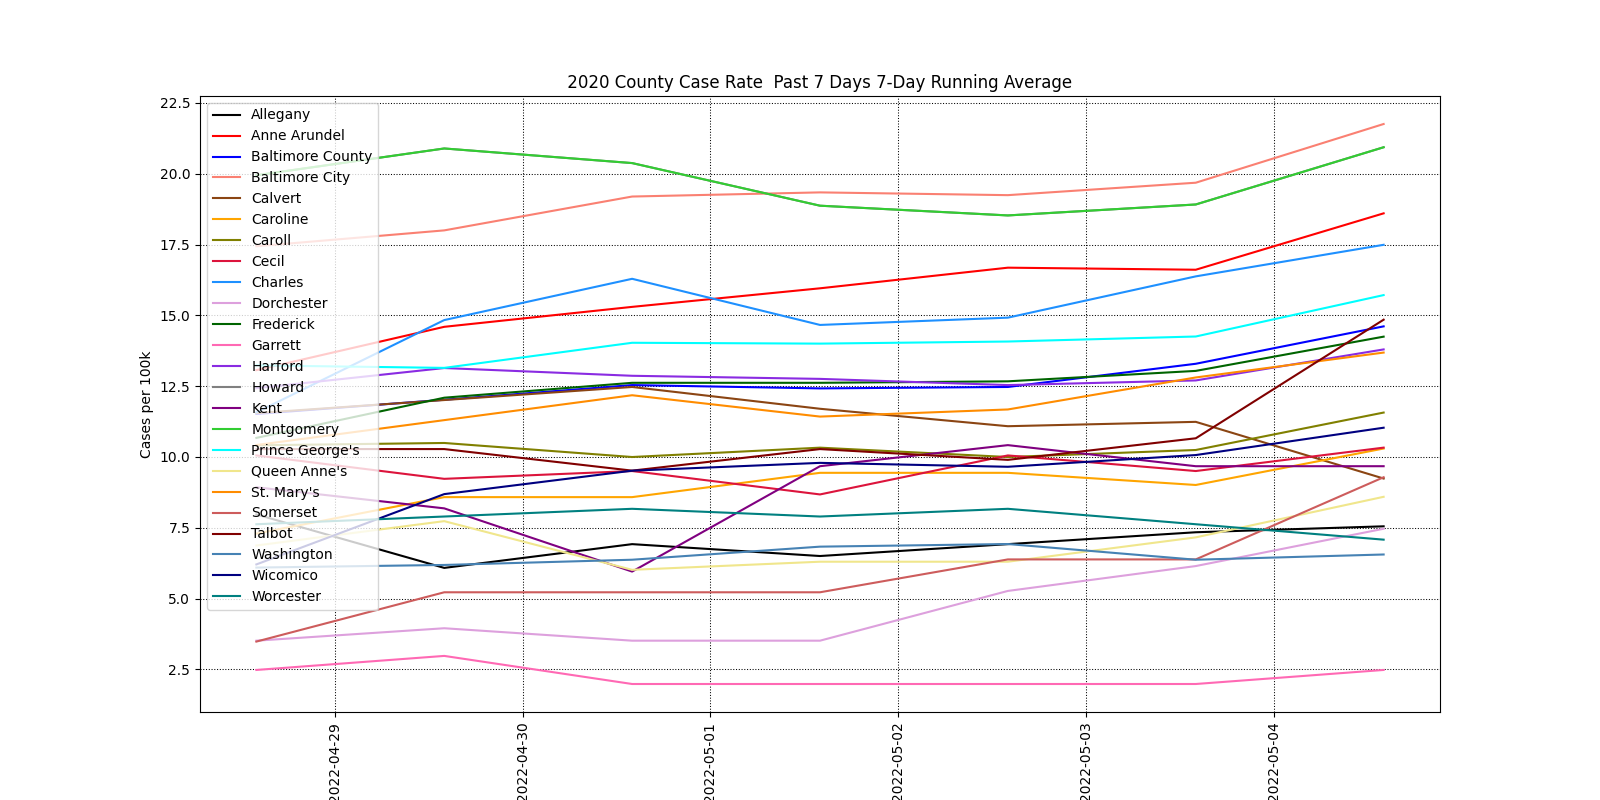 2020 County Case Rate  Past 7 Days 7-Day Running Average
Cases per 100k
22.5
20.0
17.5
15.0
12.5
10.0
7.5
5.0
2.5
Allegany
Anne Arundel
Baltimore County
Baltimore City
Calvert
Caroline
Caroll
Cecil
Charles
Dorchester
Frederick
Garrett
Harford
Howard
Kent
Montgomery
Prince George's
Queen Anne's
St. Mary's
Somerset
Talbot
Washington
Wicomico
Worcester
2022-04-29
2022-04-30
2022-05-01
2022-05-02
2022-05-03
2022-05-04